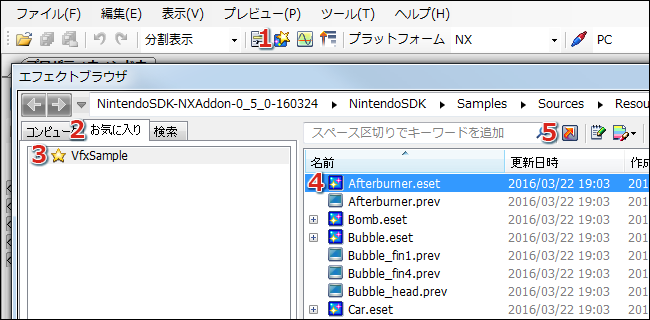 ファイル(F) 編集(E) 表示(V) プレビュー(P) ツール(T) ヘルプ(H)
分割表示 1 プラットフォーム NX PC
エフェクトブラウザ
NintendoSDK-NXAddon-0_5_0-160324 NintendoSDK Samples Sources Resou
コンピュー 2 お気に入り 検索
スペース区切りでキーワードを追加 5
3 VfxSample
名前 更新日時 作成
4 Afterburner.eset 2016/03/22 19:03 201
Afterburner.prev 2016/03/22 19:03 201
Bomb.eset 2016/03/22 19:03 201
Bubble.eset 2016/03/22 19:03 201
Bubble_fin1.prev 2016/03/22 19:03 201
Bubble_fin4.prev 2016/03/22 19:03 201
Bubble_head.prev 2016/03/22 19:03 201
Car.eset 2016/03/22 19:03 201